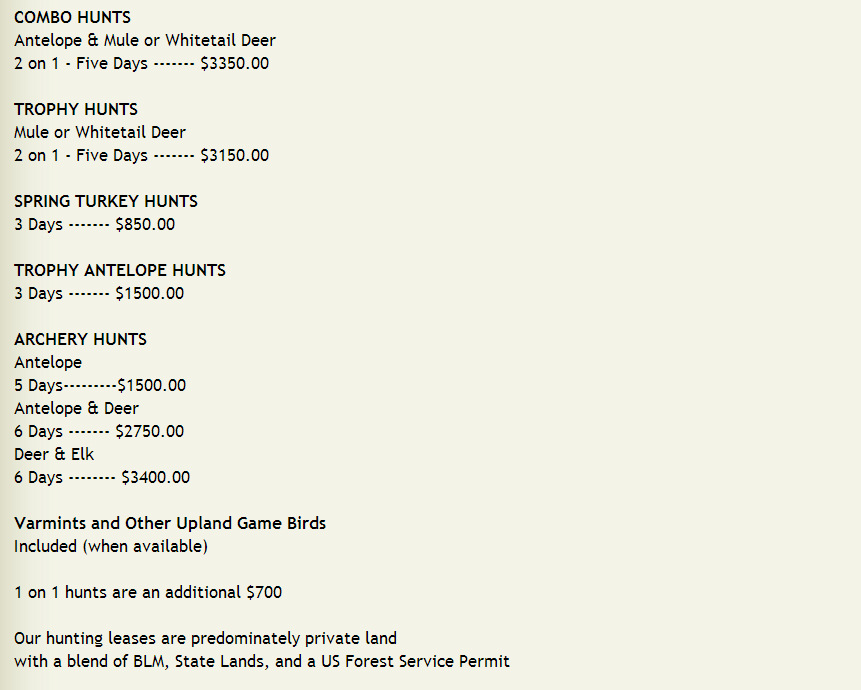 COMBO HUNTS
Antelope & Mule or Whitetail Deer
2 on 1 - Five Days ------- $3350.00
TROPHY HUNTS
Mule or Whitetail Deer
2 on 1 - Five Days ------- $3150.00
SPRING TURKEY HUNTS
3 Days ------- $850.00
TROPHY ANTELOPE HUNTS
3 Days ------- $1500.00
ARCHERY HUNTS
Antelope
5 Days---------$1500.00
Antelope & Deer
6 Days ------- $2750.00
Deer & Elk
6 Days -------- $3400.00
Varmints and Other Upland Game Birds
Included (when available)
1 on 1 hunts are an additional $700
Our hunting leases are predominately private land
with a blend of BLM, State Lands, and a US Forest Service Permit